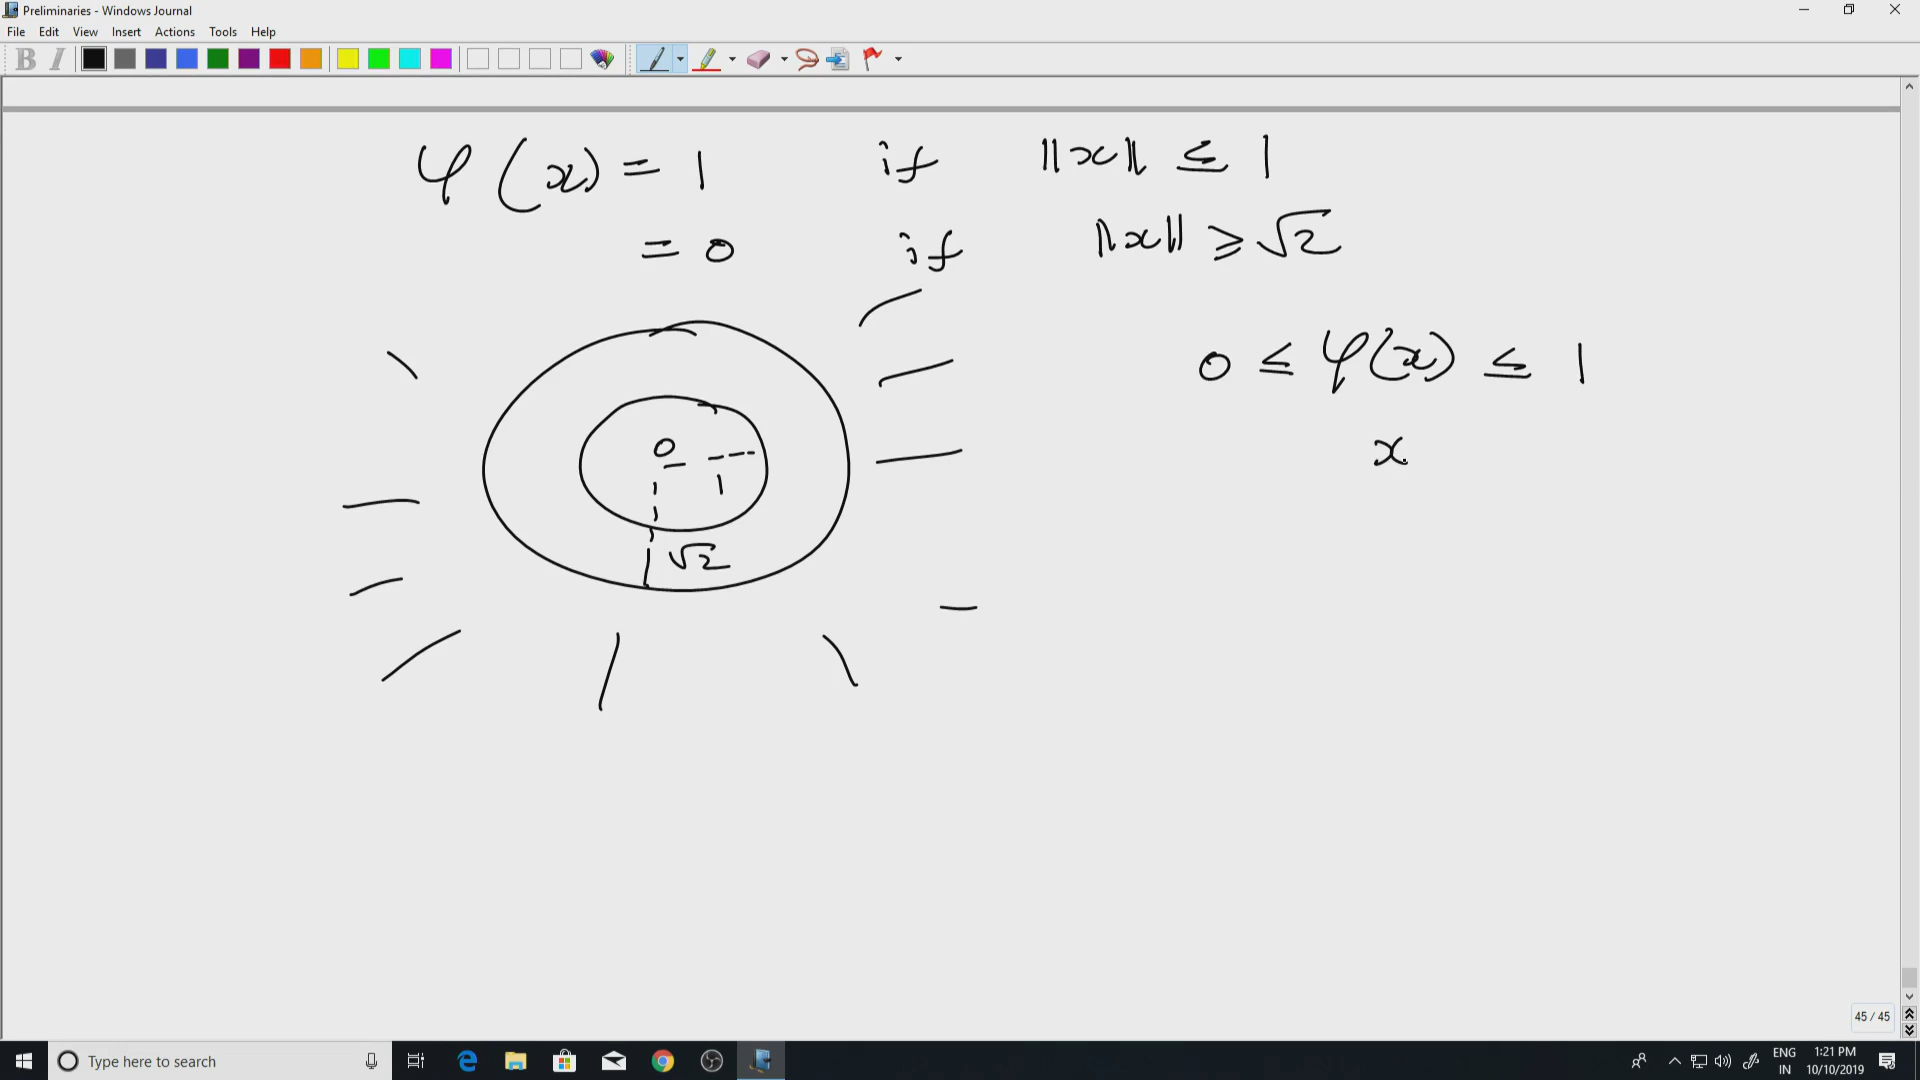 Preliminaries - Windows Journal
File Edit View Insert Actions Tools Help
B I
φ(x) = 1 if ||x|| ≤ 1
= 0 if ||x|| ≥ √2
0 ≤ φ(x) ≤ 1
x
0
1
√2
45 / 45
Type here to search
ENG
IN
1:21 PM
10/10/2019